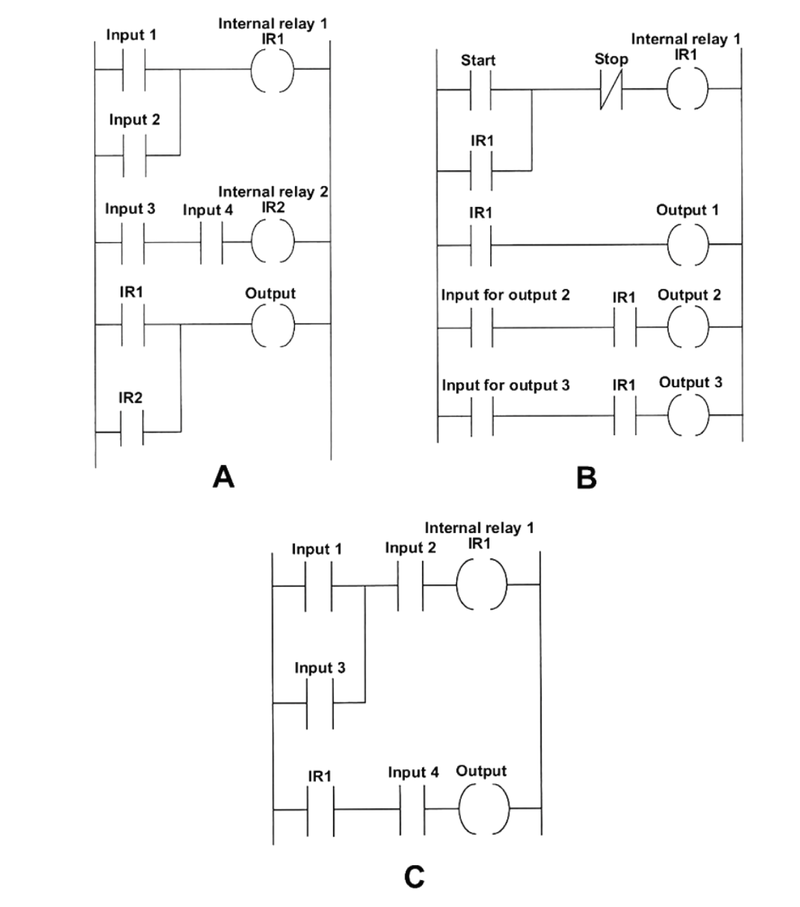 Input 1
Internal relay 1
IR1
Input 2
Internal relay 2
Input 3
Input 4
IR2
IR1
Output
IR2
A
Internal relay 1
Start
Stop
IR1
IR1
IR1
Output 1
Input for output 2
IR1
Output 2
Input for output 3
IR1
Output 3
B
Internal relay 1
Input 1
Input 2
IR1
Input 3
IR1
Input 4
Output
C